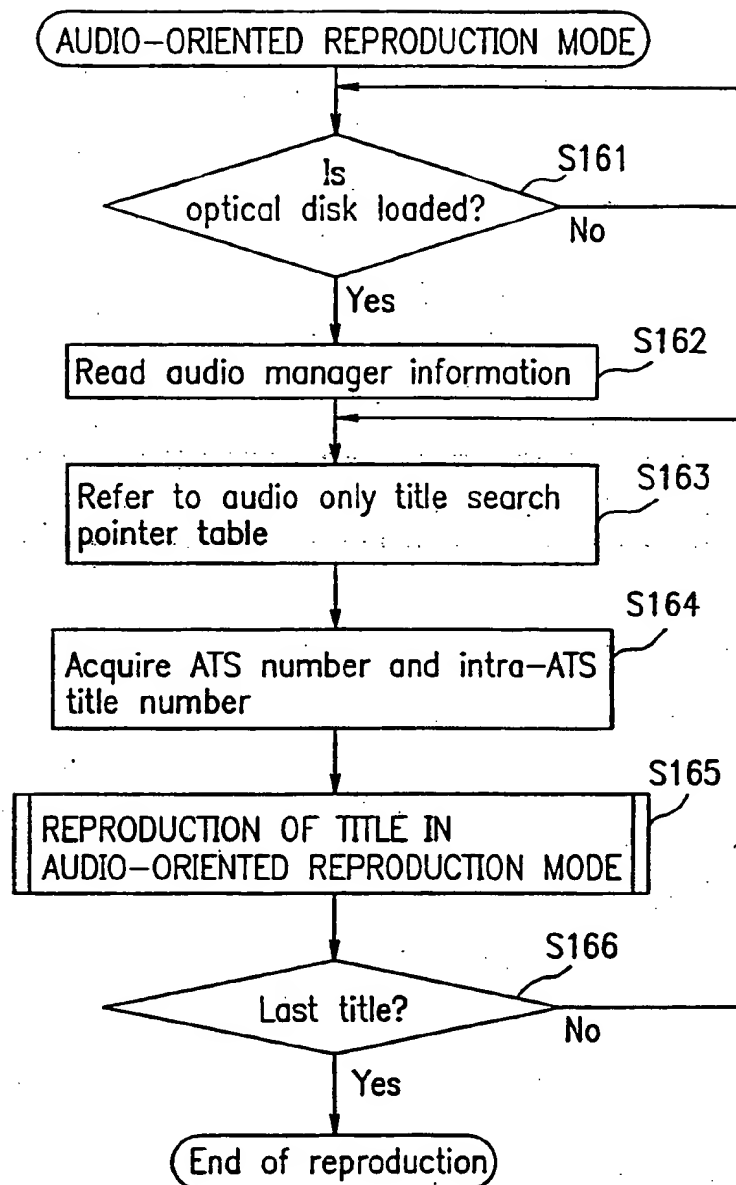 AUDIO-ORIENTED REPRODUCTION MODE
S161
Is
optical disk loaded?
No
Yes
S162
Read audio manager information
S163
Refer to audio only title search
pointer table
S164
Acquire ATS number and intra-ATS
title number
S165
REPRODUCTION OF TITLE IN
AUDIO-ORIENTED REPRODUCTION MODE
S166
Last title?
No
Yes
End of reproduction